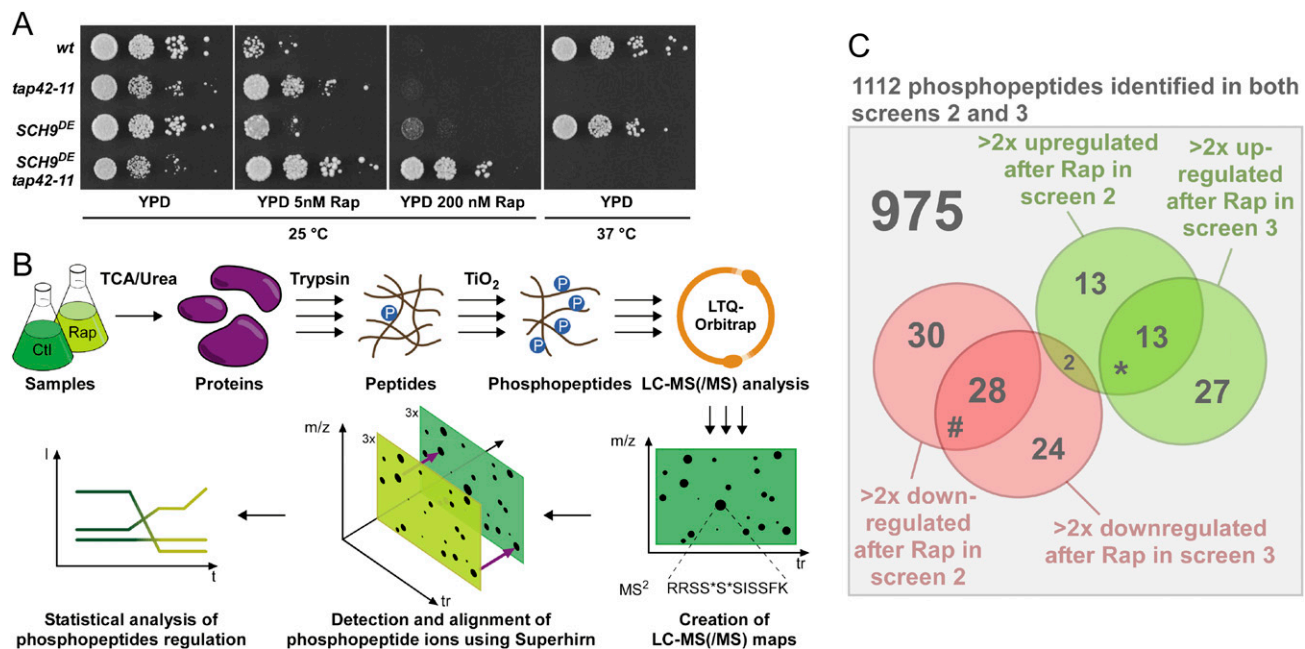 A
wt
tap42-11
SCH9DE
SCH9DE
tap42-11
YPD
YPD 5nM Rap
YPD 200 nM Rap
YPD
25 °C
37 °C
B
TCA/Urea
Trypsin
TiO2
Ctl
Rap
P
P
P
P
P
LTQ-
Orbitrap
Samples
Proteins
Peptides
Phosphopeptides
LC-MS(/MS) analysis
I
t
m/z
3x
3x
tr
m/z
tr
MS2
RRSS*S*SISSFK
Statistical analysis of
phosphopeptides regulation
Detection and alignment of
phosphopeptide ions using Superhirn
Creation of
LC-MS(/MS) maps
C
1112 phosphopeptides identified in both
screens 2 and 3
975
>2x upregulated
after Rap in
screen 2
>2x up-
regulated
after Rap in
screen 3
13
13
*
27
2
30
28
#
24
>2x down-
regulated
after Rap in
screen 2
>2x downregulated
after Rap in screen 3